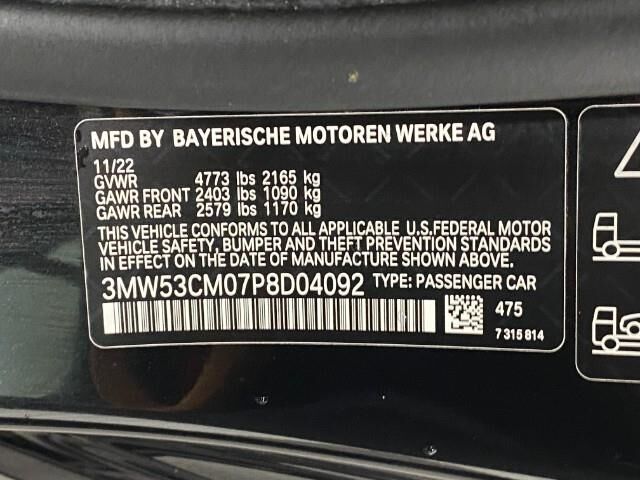 MFD BY BAYERISCHE MOTOREN WERKE AG
11/22
GVWR 4773 lbs 2165 kg
GAWR FRONT 2403 lbs 1090 kg
GAWR REAR 2579 lbs 1170 kg
THIS VEHICLE CONFORMS TO ALL APPLICABLE U.S.FEDERAL MOTOR
VEHICLE SAFETY, BUMPER AND THEFT PREVENTION STANDARDS
IN EFFECT ON THE DATE OF MANUFACTURE SHOWN ABOVE.
3MW53CM07P8D04092 TYPE: PASSENGER CAR
475
7 315 814